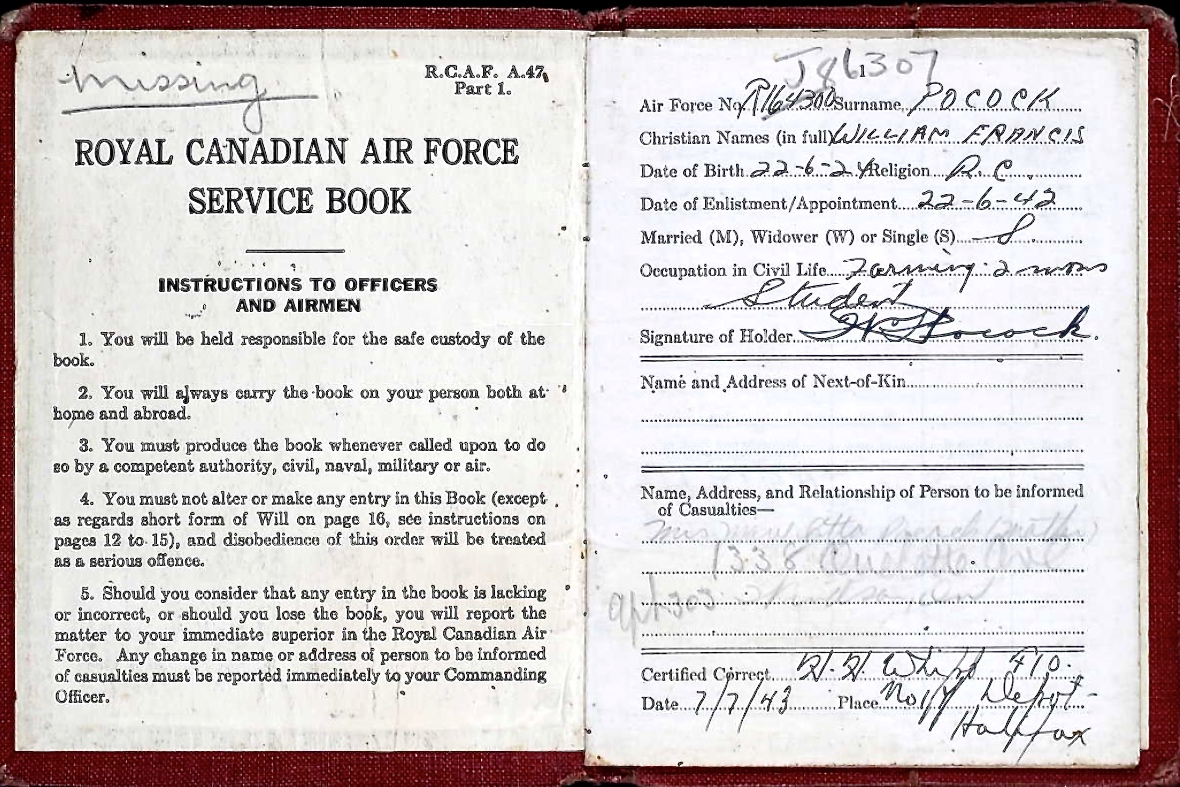 missing
R.C.A.F. A.47,
Part 1.
ROYAL CANADIAN AIR FORCE
SERVICE BOOK
INSTRUCTIONS TO OFFICERS
AND AIRMEN
1. You will be held responsible for the safe custody of the
book.
2. You will always carry the book on your person both at
home and abroad.
3. You must produce the book whenever called upon to do
so by a competent authority, civil, naval, military or air.
4. You must not alter or make any entry in this Book (except
as regards short form of Will on page 16, see instructions on
pages 12 to 15), and disobedience of this order will be treated
as a serious offence.
5. Should you consider that any entry in the book is lacking
or incorrect, or should you lose the book, you will report the
matter to your immediate superior in the Royal Canadian Air
Force. Any change in name or address of person to be informed
of casualties must be reported immediately to your Commanding
Officer.
J86307
1
Air Force No. R164300 Surname, POCOCK
Christian Names (in full) WILLIAM FRANCIS
Date of Birth 22-6-24 Religion R.C.
Date of Enlistment/Appointment 22-6-42
Married (M), Widower (W) or Single (S) S
Occupation in Civil Life Farming 2 mons
Student
Signature of Holder Pocock.
Name and Address of Next-of-Kin
Name, Address, and Relationship of Person to be informed
of Casualties—
Mrs
1338 Ouellette Ave
apt 303
Certified Correct H. H. F/O.
Date 7/7/43 Place No 1 Y Depot
Halifax